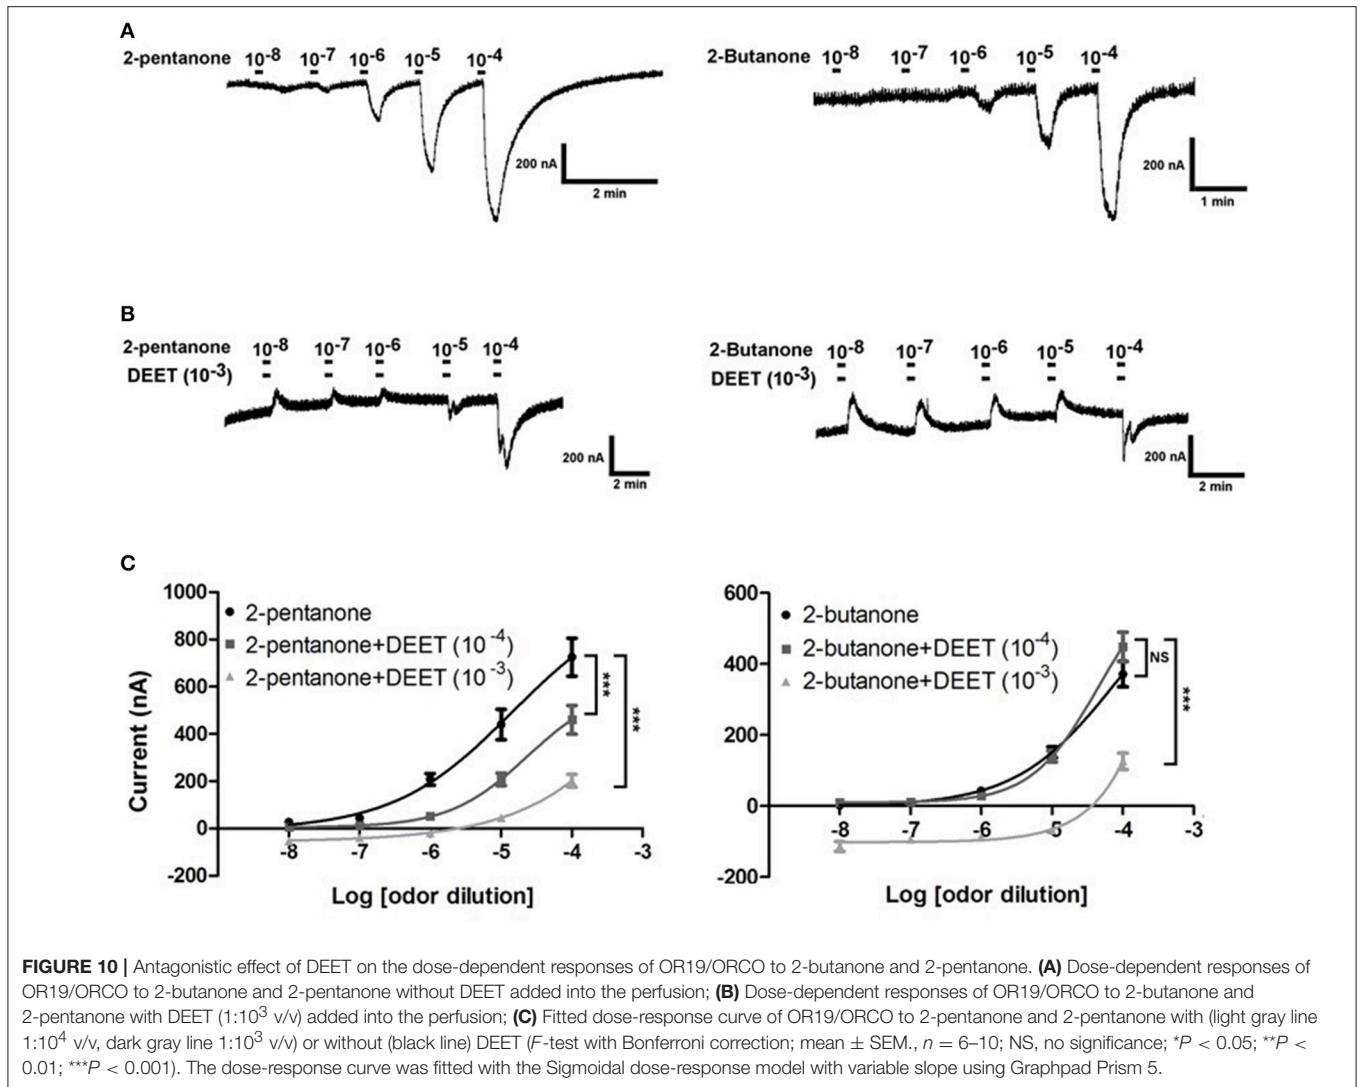 A
2-pentanone 10-8 10-7 10-6 10-5 10-4
200 nA
2 min
2-Butanone 10-8 10-7 10-6 10-5 10-4
200 nA
1 min
B
2-pentanone 10-8 10-7 10-6 10-5 10-4
DEET (10-3)
200 nA
2 min
2-Butanone 10-8 10-7 10-6 10-5 10-4
DEET (10-3)
200 nA
2 min
C
1000
800
600
400
200
0
-200
Current (nA)
2-pentanone
2-pentanone+DEET (10-4)
2-pentanone+DEET (10-3)
***
***
-8 -7 -6 -5 -4 -3
Log [odor dilution]
600
400
200
0
-200
2-butanone
2-butanone+DEET (10-4)
2-butanone+DEET (10-3)
NS
***
-8 -7 -6 -5 -4 -3
Log [odor dilution]
FIGURE 10 | Antagonistic effect of DEET on the dose-dependent responses of OR19/ORCO to 2-butanone and 2-pentanone. (A) Dose-dependent responses of
OR19/ORCO to 2-butanone and 2-pentanone without DEET added into the perfusion; (B) Dose-dependent responses of OR19/ORCO to 2-butanone and
2-pentanone with DEET (1:10³ v/v) added into the perfusion; (C) Fitted dose-response curve of OR19/ORCO to 2-pentanone and 2-pentanone with (light gray line
1:10⁴ v/v, dark gray line 1:10³ v/v) or without (black line) DEET (F-test with Bonferroni correction; mean ± SEM., n = 6–10; NS, no significance; *P < 0.05; **P <
0.01; ***P < 0.001). The dose-response curve was fitted with the Sigmoidal dose-response model with variable slope using Graphpad Prism 5.